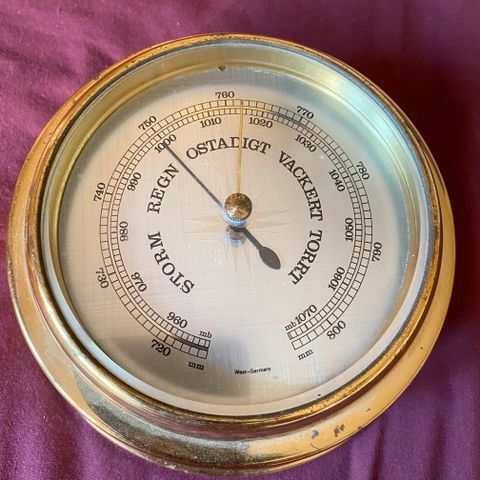 720 730 740 750 760 770 780 790 800
mm mm
960 970 980 990 1000 1010 1020 1030 1040 1050 1060 1070
mb mb
STORM REGN OSTADIGT VACKERT TORRT
West-Germany